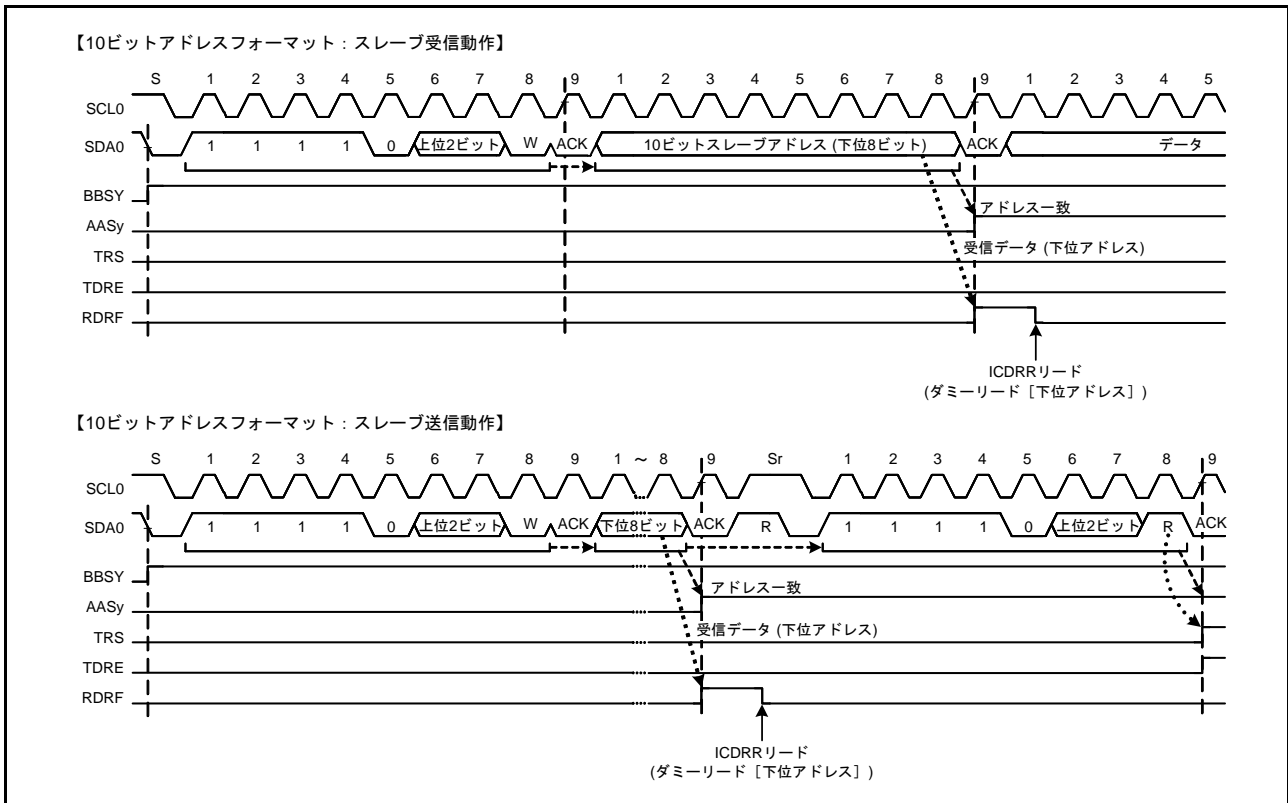 【10ビットアドレスフォーマット：スレーブ受信動作】
S 1 2 3 4 5 6 7 8 9 1 2 3 4 5 6 7 8 9 1 2 3 4 5
SCL0
SDA0 1 1 1 1 0 上位2ビット W ACK 10ビットスレーブアドレス (下位8ビット) ACK データ
BBSY
アドレス一致
AASy
受信データ (下位アドレス)
TRS
TDRE
RDRF
ICDRRリード
(ダミーリード［下位アドレス］)
【10ビットアドレスフォーマット：スレーブ送信動作】
S 1 2 3 4 5 6 7 8 9 1 ～ 8 9 Sr 1 2 3 4 5 6 7 8 9
SCL0
SDA0 1 1 1 1 0 上位2ビット W ACK 下位8ビット ACK R 1 1 1 1 0 上位2ビット R ACK
BBSY
アドレス一致
AASy
受信データ (下位アドレス)
TRS
TDRE
RDRF
ICDRRリード
(ダミーリード［下位アドレス］)